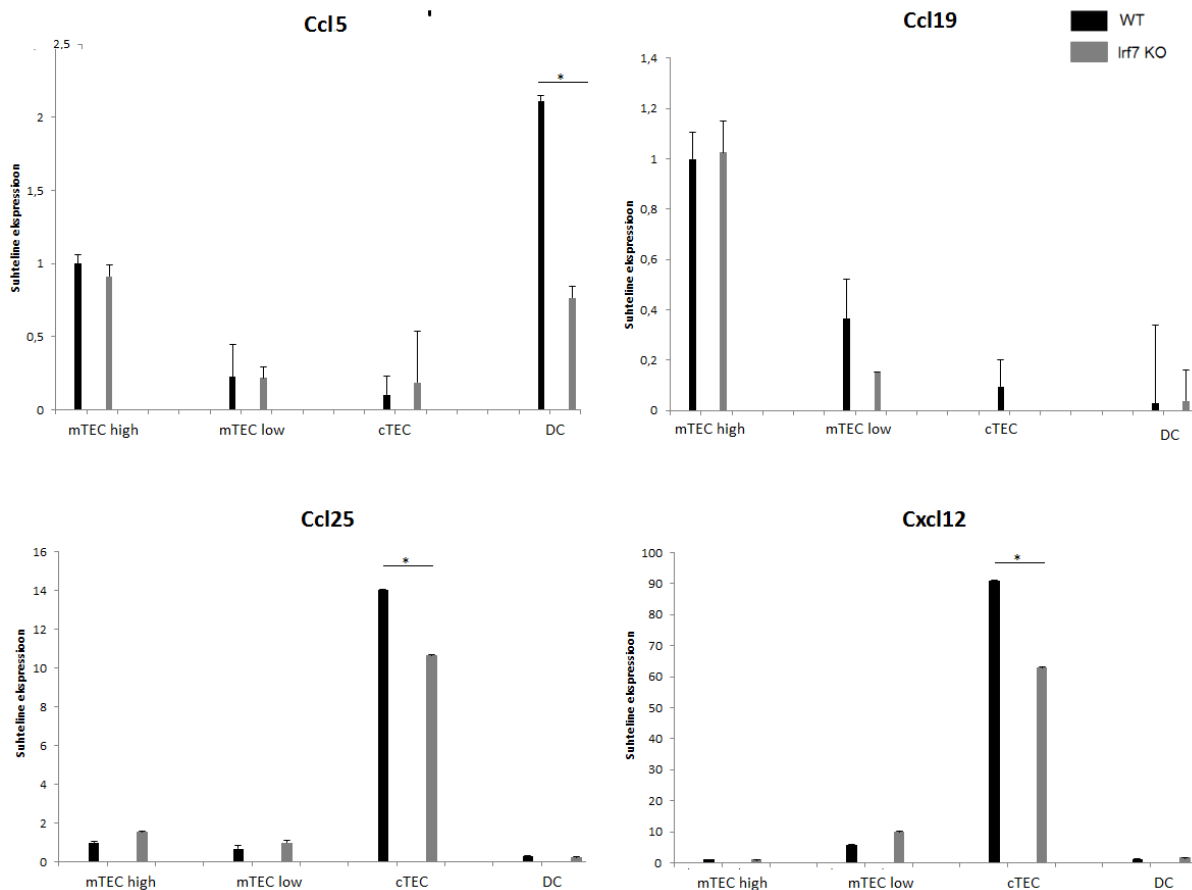 Ccl5
2,5
2
1,5
1
0,5
0
Suhteline ekspressioon
*
mTEC high mTEC low cTEC DC
Ccl19
WT
Irf7 KO
1,4
1,2
1
0,8
0,6
0,4
0,2
0
Suhteline ekspressioon
mTEC high mTEC low cTEC DC
Ccl25
16
14
12
10
8
6
4
2
0
Suhteline ekspressioon
*
mTEC high mTEC low cTEC DC
Cxcl12
100
90
80
70
60
50
40
30
20
10
0
Suhteline ekspressioon
*
mTEC high mTEC low cTEC DC